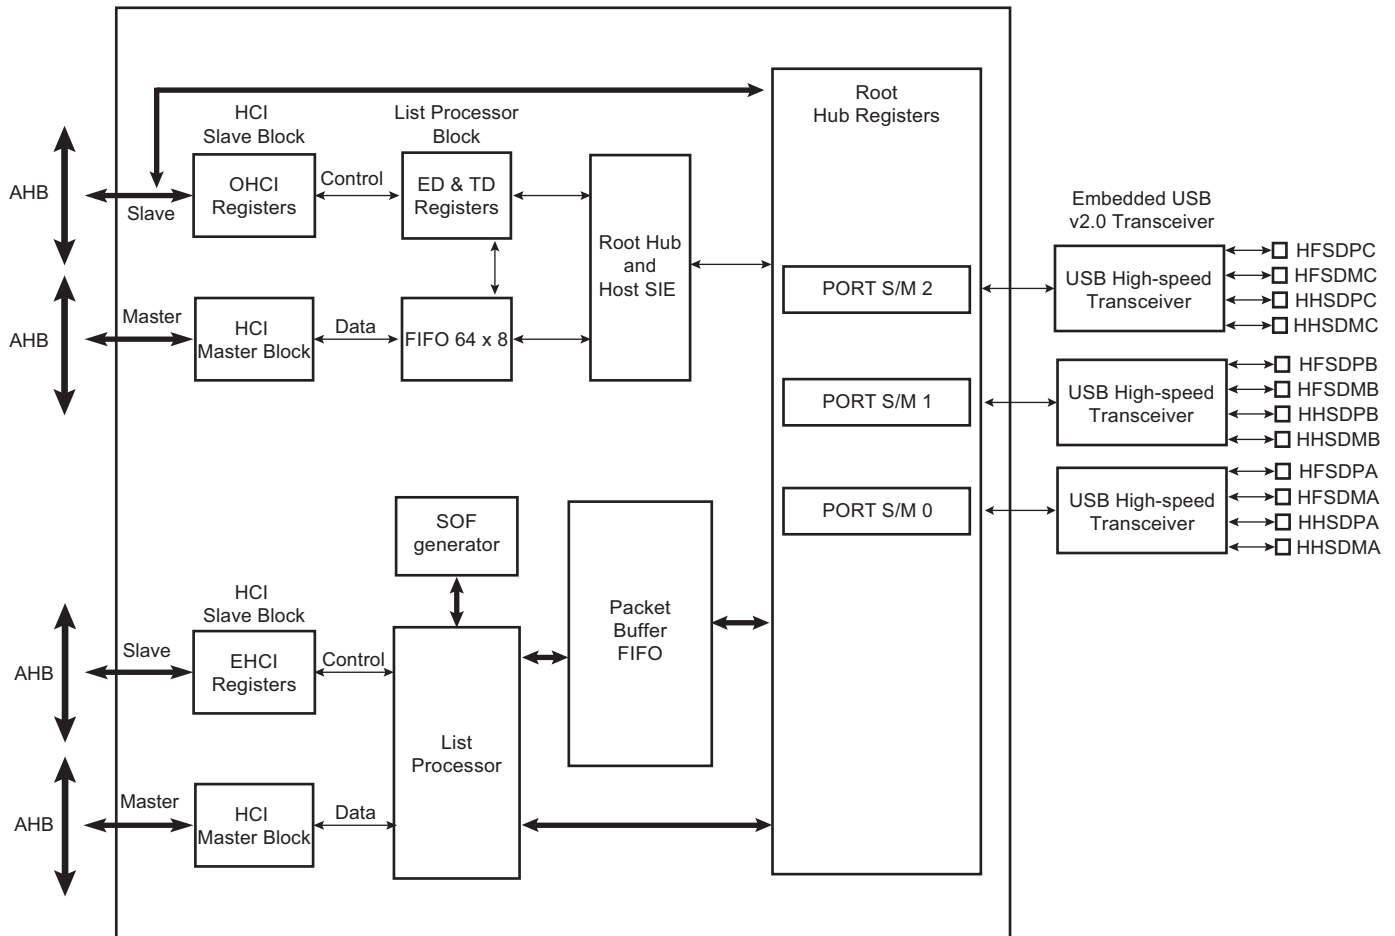 Root
Hub Registers
HCI
Slave Block
List Processor
Block
AHB
Slave
OHCI
Registers
Control
ED & TD
Registers
Root Hub
and
Host SIE
AHB
Master
HCI
Master Block
Data
FIFO 64 x 8
PORT S/M 2
PORT S/M 1
PORT S/M 0
Embedded USB
v2.0 Transceiver
USB High-speed
Transceiver
HFSDPC
HFSDMC
HHSDPC
HHSDMC
USB High-speed
Transceiver
HFSDPB
HFSDMB
HHSDPB
HHSDMB
USB High-speed
Transceiver
HFSDPA
HFSDMA
HHSDPA
HHSDMA
SOF
generator
Packet
Buffer
FIFO
HCI
Slave Block
AHB
Slave
EHCI
Registers
Control
List
Processor
AHB
Master
HCI
Master Block
Data